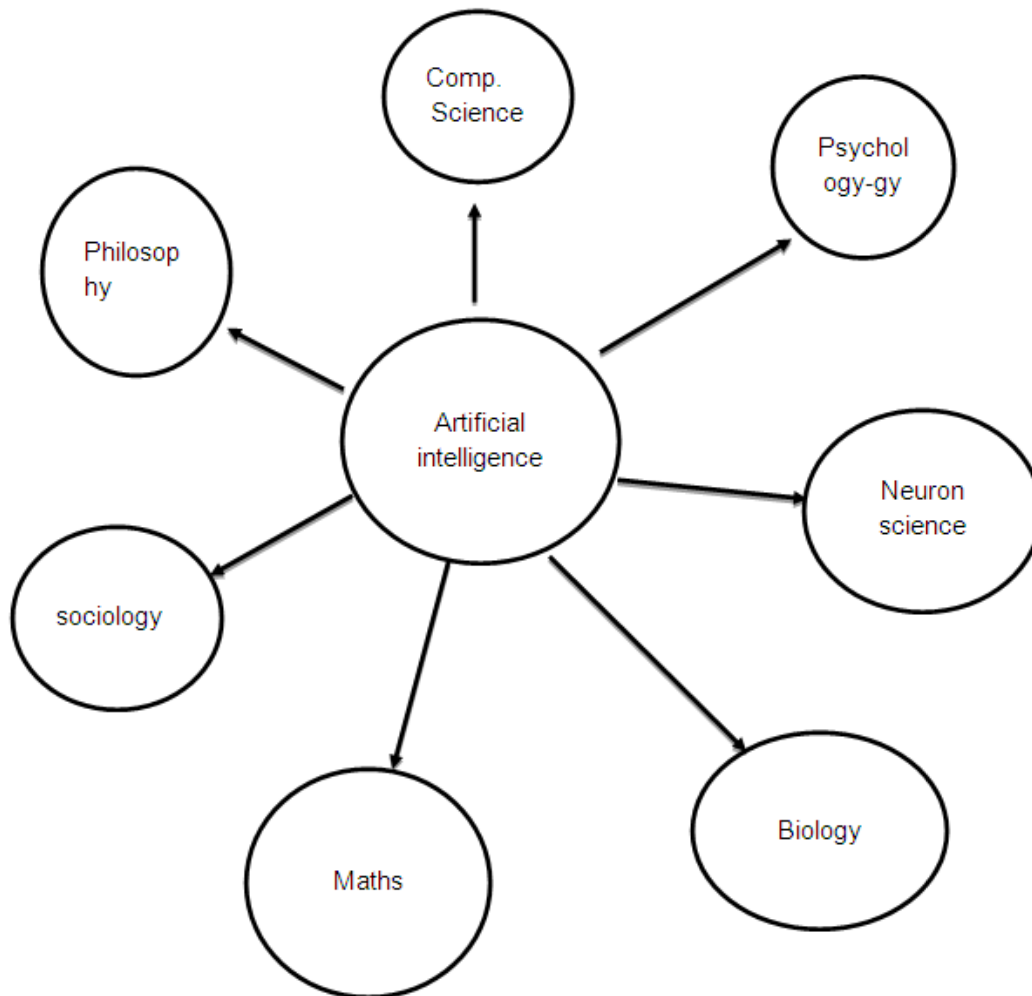 Comp.
Science
Psychol
ogy-gy
Philosop
hy
Artificial
intelligence
Neuron
science
sociology
Biology
Maths